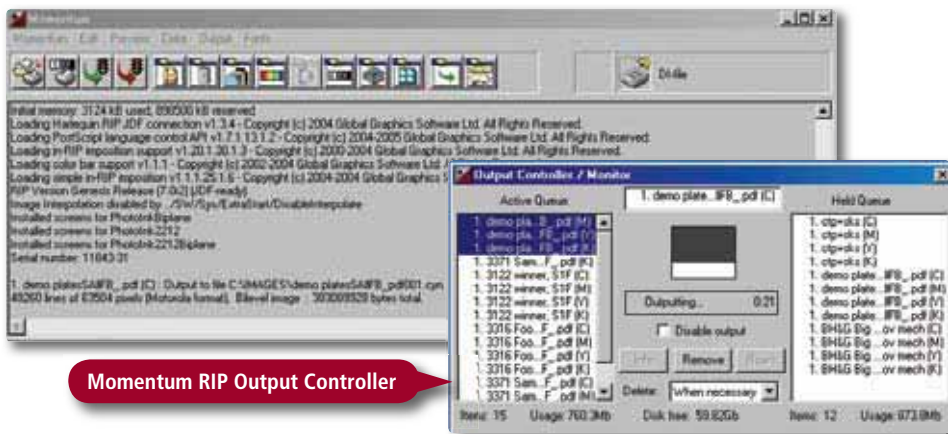 Momentum
Momentum Edit Preview Color Output Fonts
DI-file
Initial memory: 3124 kB used, 890506 kB reserved
Loading Harlequin RIP JDF connection v1.3.4 - Copyright (c) 2004 Global Graphics Software Ltd. All Rights Reserved.
Loading PostScript language control API v1.7.1.13.1.2 - Copyright (c) 2004-2005 Global Graphics Software Ltd. All Rights Reserved.
Loading in-RIP imposition support v1.20.1.30.1.3 - Copyright (c) 2000-2004 Global Graphics Software Ltd. All Rights Reserved.
Loading color bar support v1.1.1 - Copyright (c) 2002-2004 Global Graphics Software Ltd.
Loading simple in-RIP imposition v1.1.1.25.1.6 - Copyright (c) 2004-2004 Global Graphics S
RIP Version Genesis Release [7.0r2] (JDF-ready)
Image Interpolation disabled by ./SW/Sys/ExtraStart/DisableInterpolate
Installed screens for PhotoInkBiplane
Installed screens for PhotoInk2212
Installed screens for PhotoInk2212Biplane
Serial number: 11843-31
1. demo platesSAIIFB_pdf (C) : Output to file C:\IMAGES\demo platesSAIIFB_pdf001.cyn
49260 lines of 63504 pixels (Motorola format), Bilevel image : bytes total.
Output Controller / Monitor
Active Queue
1. demo plate...IIFB_.pdf (C)
Held Queue
1. demo pla...B_.pdf (M)
1. demo pla...FB_.pdf (Y)
1. demo pla...FB_.pdf (K)
1. 3371 Sam...F_.pdf (K)
1. 3122 winner, S1F (C)
1. 3122 winner, S1F (M)
1. 3122 winner, S1F (Y)
1. 3122 winner, S1F (K)
1. 3316 Foo...F_.pdf (C)
1. 3316 Foo...F_.pdf (M)
1. 3316 Foo...F_.pdf (Y)
1. 3316 Foo...F_.pdf (K)
1. 3371 Sam...F_.pdf (C)
1. 3371 Sam...F_.pdf (M)
Outputting... 0:21
Disable output
Info Remove Abort
Delete: When necessary
1. ctp+sks (C)
1. ctp+sks (M)
1. ctp+sks (Y)
1. ctp+sks (K)
1. demo plate...IIFB_.pdf (C)
1. demo plate...IIFB_.pdf (M)
1. demo plate...IIFB_.pdf (Y)
1. demo plate...IIFB_.pdf (K)
1. BH&G Big ...ov mech (C)
1. BH&G Big ...ov mech (M)
1. BH&G Big ...ov mech (Y)
1. BH&G Big ...ov mech (K)
Items: 15 Usage: 760.3Mb Disk free: 59.82Gb Items: 12 Usage: 673.8Mb
Momentum RIP Output Controller